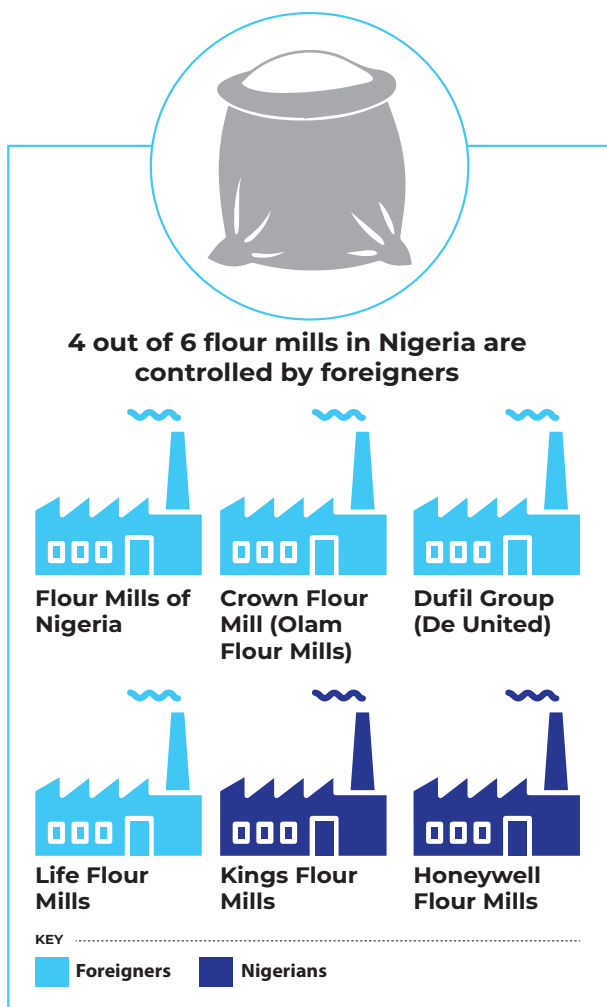 4 out of 6 flour mills in Nigeria are
controlled by foreigners
Flour Mills of
Nigeria
Crown Flour
Mill (Olam
Flour Mills)
Dufil Group
(De United)
Life Flour
Mills
Kings Flour
Mills
Honeywell
Flour Mills
KEY
Foreigners
Nigerians